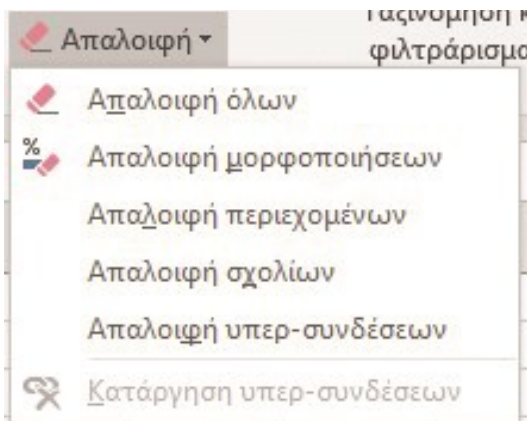 Απαλοιφή
Ταξινόμηση
φιλτράρισμα
Απαλοιφή όλων
%
Απαλοιφή μορφοποιήσεων
Απαλοιφή περιεχομένων
Απαλοιφή σχολίων
Απαλοιφή υπερ-συνδέσεων
Κατάργηση υπερ-συνδέσεων